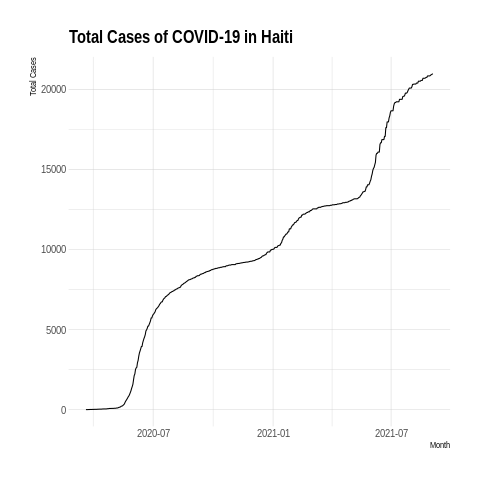 Total Cases of COVID-19 in Haiti
Total Cases
20000
15000
10000
5000
0
2020-07 2021-01 2021-07
Month